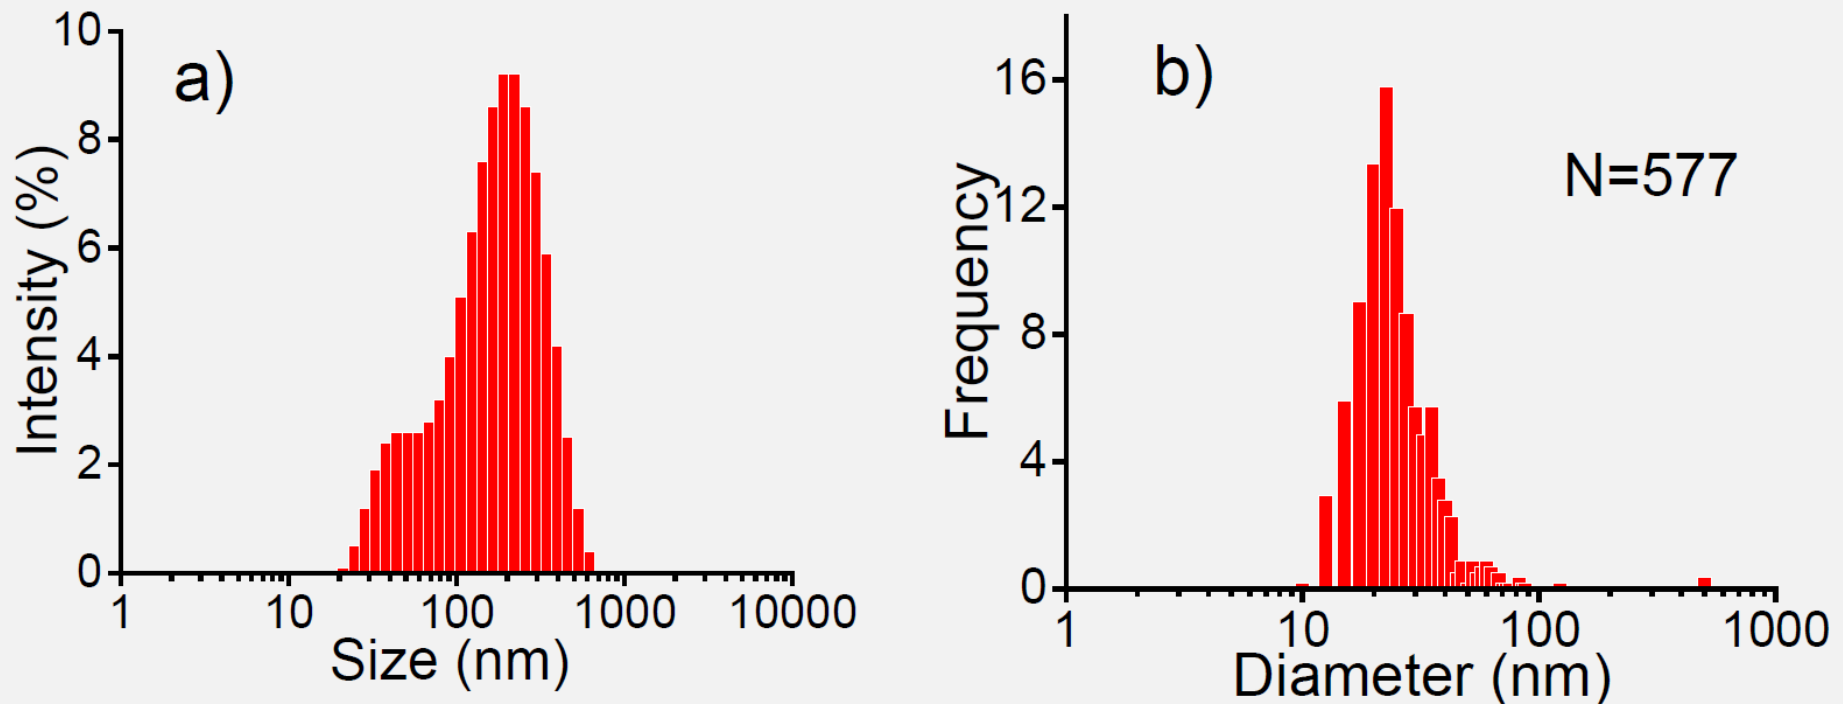 a)
10
8
6
4
2
0
Intensity (%)
1 10 100 1000 10000
Size (nm)
b)
N=577
16
12
8
4
0
Frequency
1 10 100 1000
Diameter (nm)